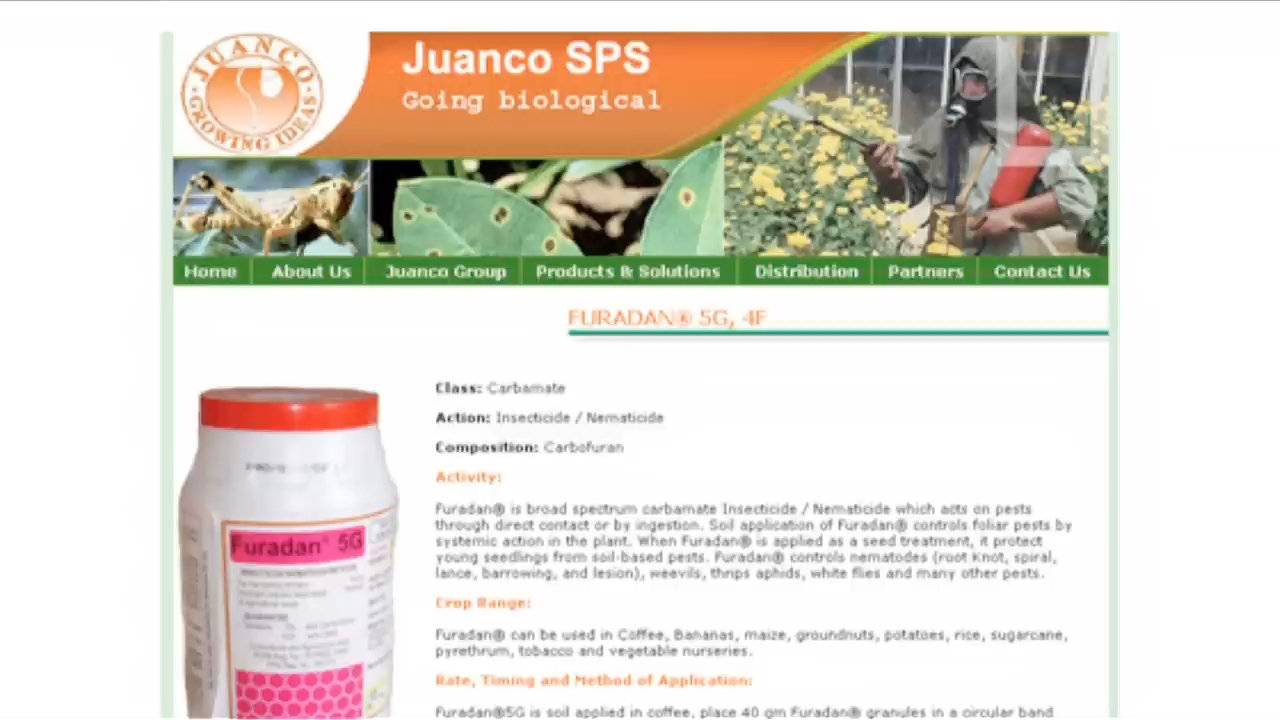 JUANCO
GROWING IDEAS
Juanco SPS
Going biological
Home About Us Juanco Group Products & Solutions Distribution Partners Contact Us
FURADAN® 5G, 4F
Class: Carbamate
Action: Insecticide / Nematicide
Composition: Carbofuran
Activity:
Furadan® is broad spectrum carbamate Insecticide / Nematicide which acts on pests
through direct contact or by ingestion. Soil application of Furadan® controls foliar pests by
systemic action in the plant. When Furadan® is applied as a seed treatment, it protect
young seedlings from soil-based pests. Furadan® controls nematodes (root Knot, spiral,
lance, barrowing, and lesion), weevils, thrips aphids, white flies and many other pests.
Crop Range:
Furadan® can be used in Coffee, Bananas, maize, groundnuts, potatoes, rice, sugarcane,
pyrethrum, tobacco and vegetable nurseries.
Rate, Timing and Method of Application:
Furadan®5G is soil applied in coffee, place 40 gm Furadan® granules in a circular band
Furadan® 5G